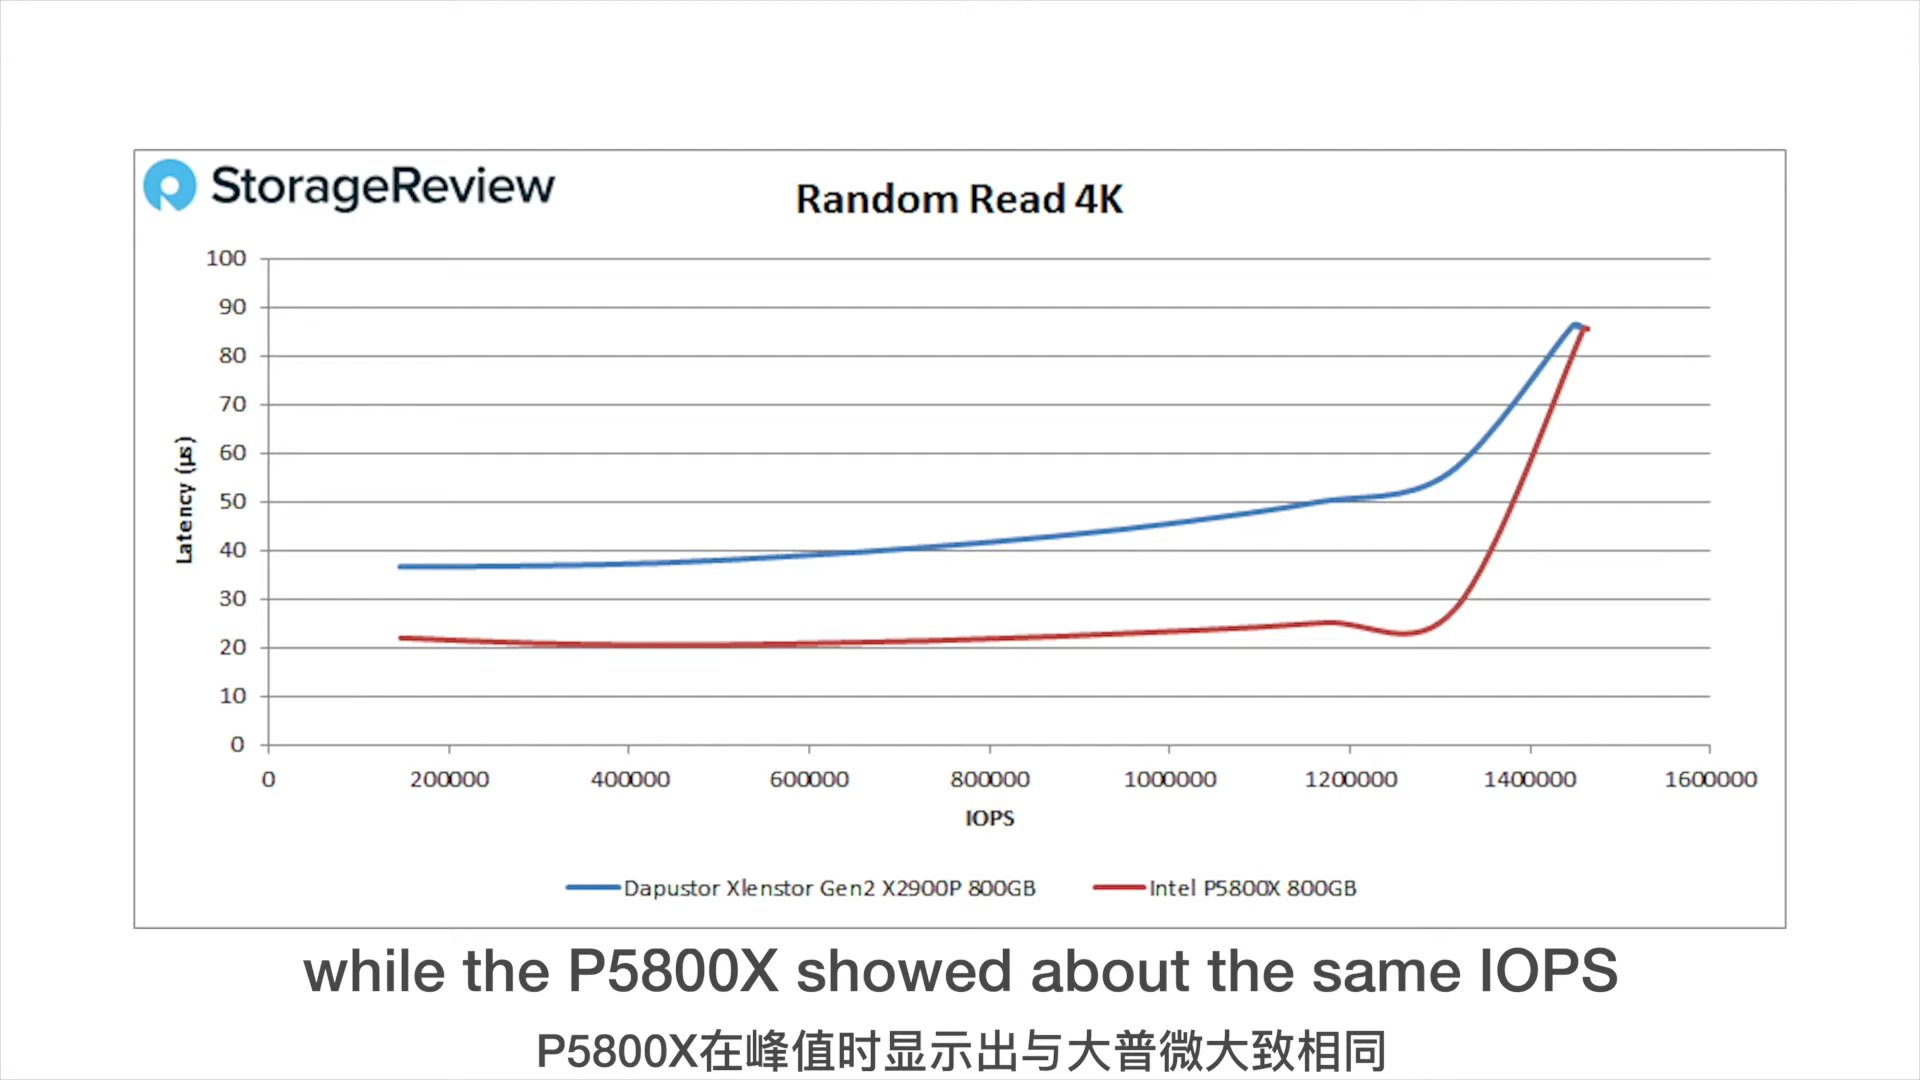 StorageReview
Random Read 4K
100
90
80
70
60
50
40
30
20
10
0
Latency (µs)
0 200000 400000 600000 800000 1000000 1200000 1400000 1600000
IOPS
Dapustor Xlenstor Gen2 X2900P 800GB Intel P5800X 800GB
while the P5800X showed about the same IOPS
P5800X在峰值时显示出与大普微大致相同